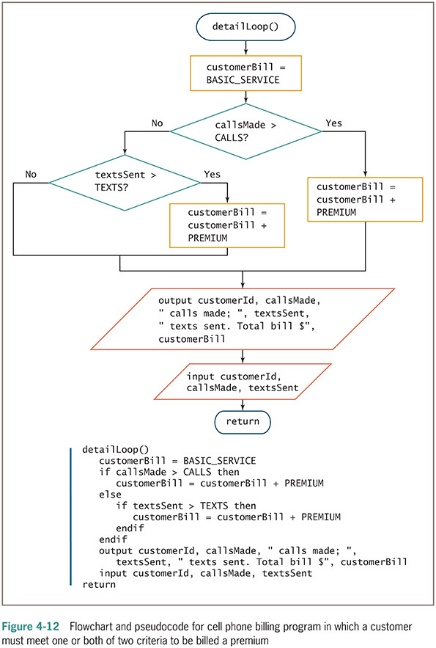 detailLoop()
customerBill =
BASIC_SERVICE
No
callsMade >
CALLS?
Yes
No
textsSent >
TEXTS?
Yes
customerBill =
customerBill +
PREMIUM
customerBill =
customerBill +
PREMIUM
output customerId, callsMade,
" calls made; ", textsSent,
" texts sent. Total bill $",
customerBill
input customerId,
callsMade, textsSent
return
detailLoop()
customerBill = BASIC_SERVICE
if callsMade > CALLS then
customerBill = customerBill + PREMIUM
else
if textsSent > TEXTS then
customerBill = customerBill + PREMIUM
endif
endif
output customerId, callsMade, " calls made; ",
textsSent, " texts sent. Total bill $", customerBill
input customerId, callsMade, textsSent
return
Figure 4-12 Flowchart and pseudocode for cell phone billing program in which a customer
must meet one or both of two criteria to be billed a premium